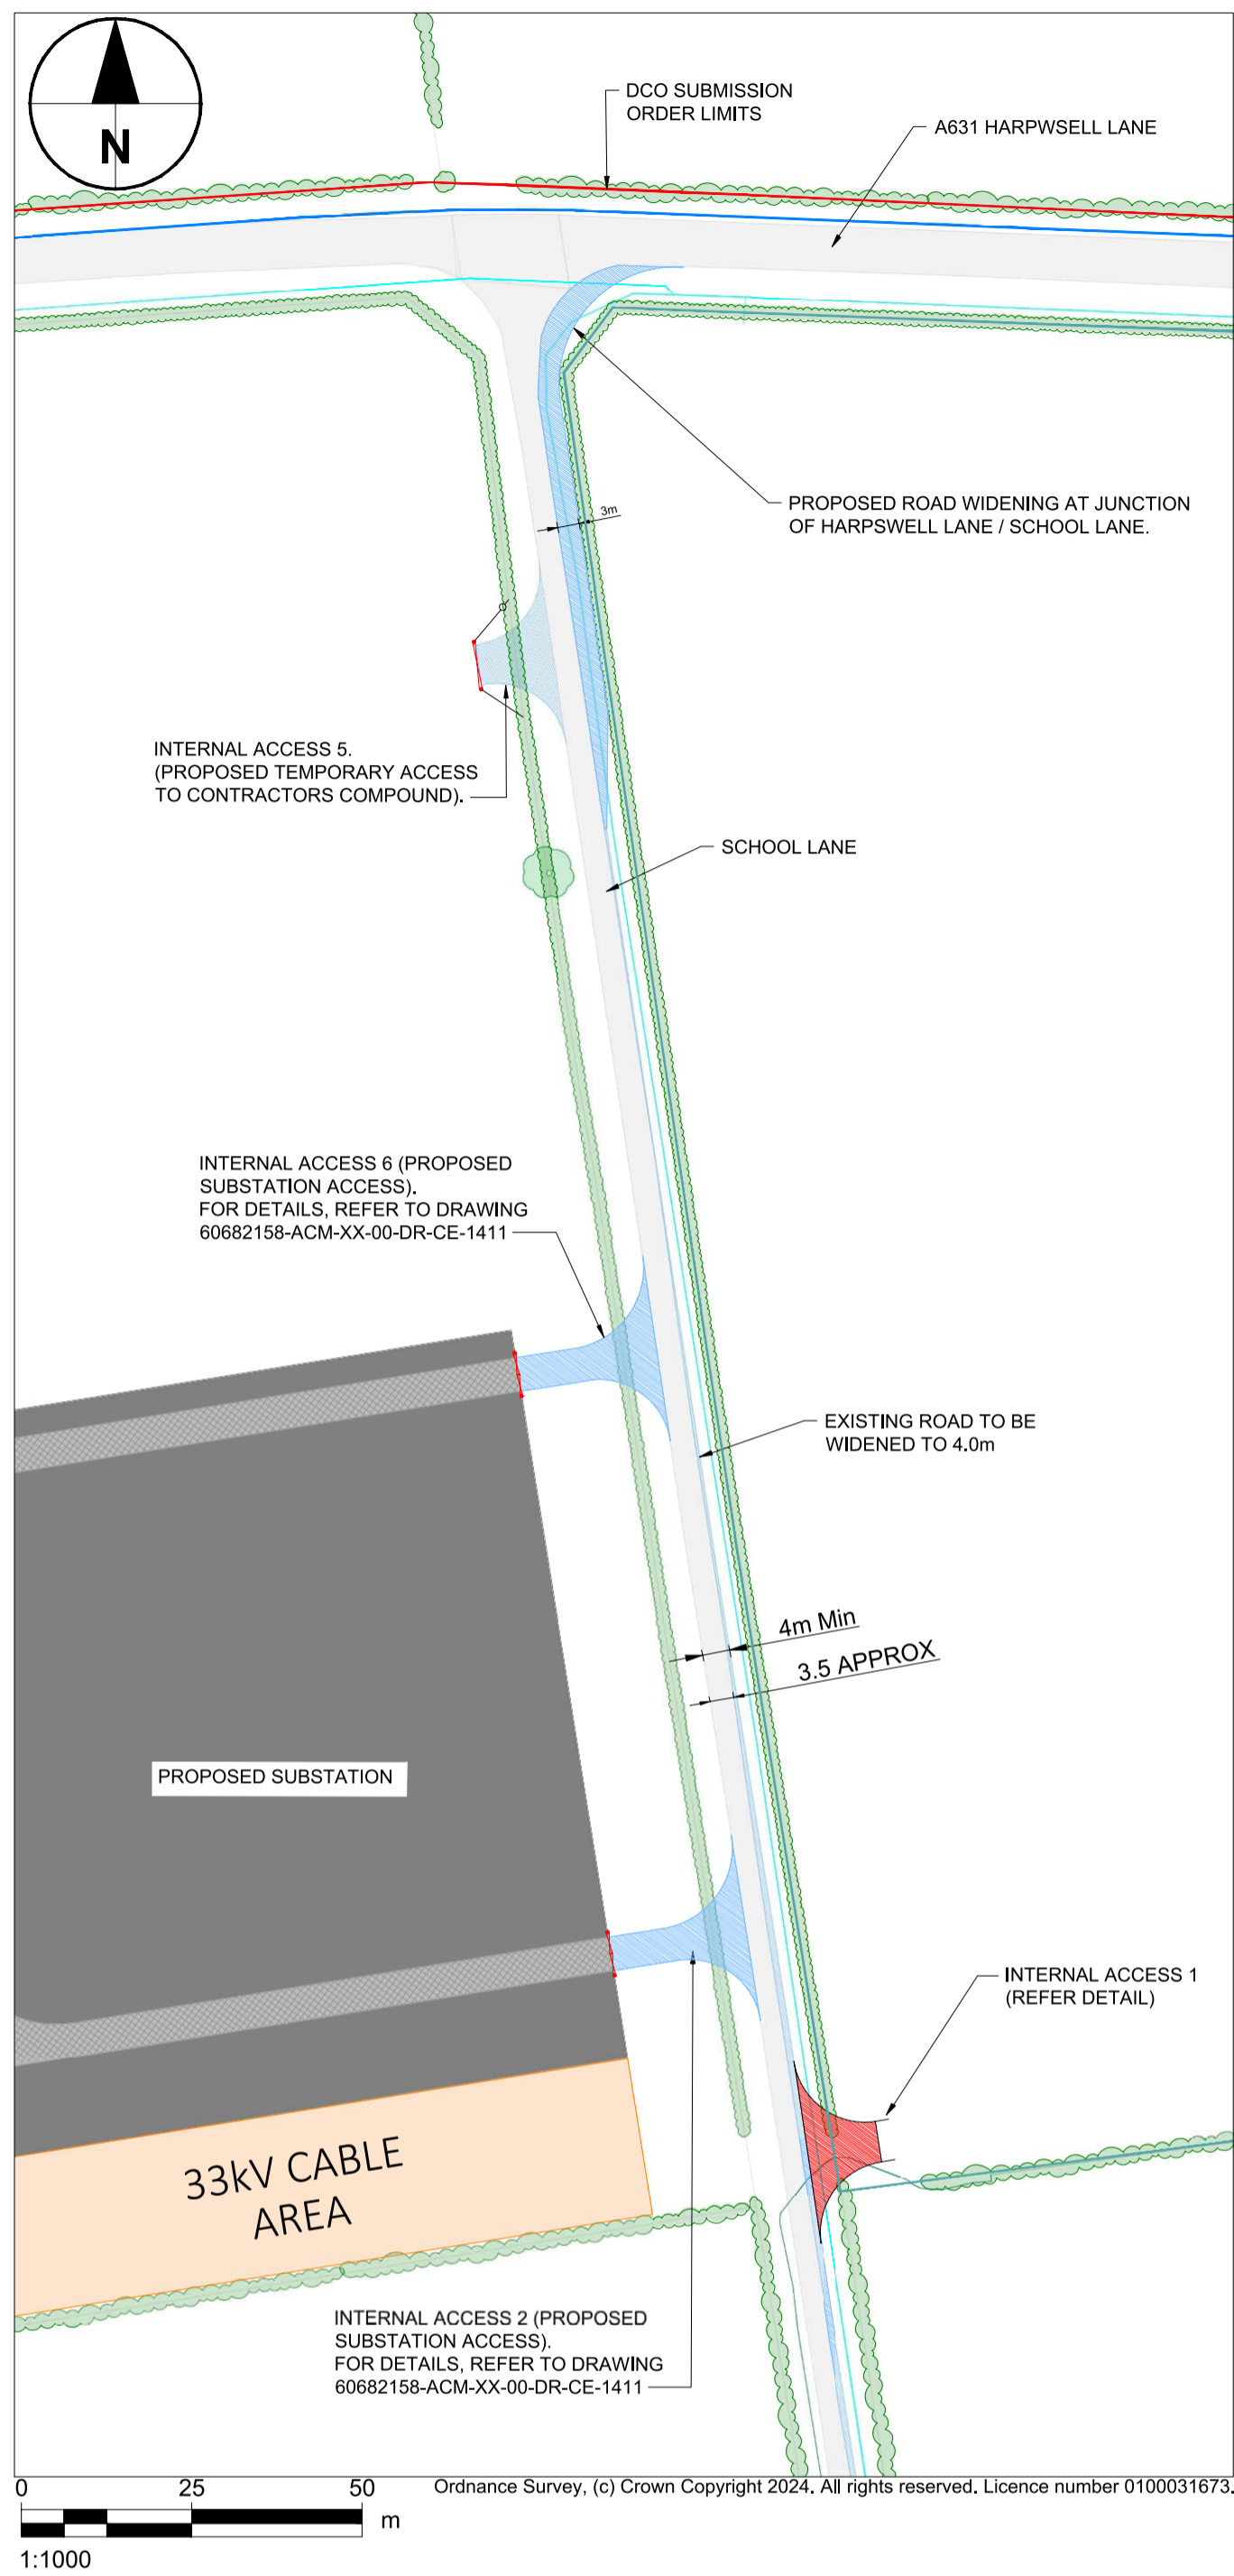 N
DCO SUBMISSION
ORDER LIMITS
A631 HARPWSELL LANE
PROPOSED ROAD WIDENING AT JUNCTION
OF HARPSWELL LANE / SCHOOL LANE.
3m
INTERNAL ACCESS 5.
(PROPOSED TEMPORARY ACCESS
TO CONTRACTORS COMPOUND).
SCHOOL LANE
INTERNAL ACCESS 6 (PROPOSED
SUBSTATION ACCESS).
FOR DETAILS, REFER TO DRAWING
60682158-ACM-XX-00-DR-CE-1411
EXISTING ROAD TO BE
WIDENED TO 4.0m
4m Min
3.5 APPROX
PROPOSED SUBSTATION
INTERNAL ACCESS 1
(REFER DETAIL)
33kV CABLE
AREA
INTERNAL ACCESS 2 (PROPOSED
SUBSTATION ACCESS).
FOR DETAILS, REFER TO DRAWING
60682158-ACM-XX-00-DR-CE-1411
0 25 50
Ordnance Survey, (c) Crown Copyright 2024. All rights reserved. Licence number 0100031673.
m
1:1000